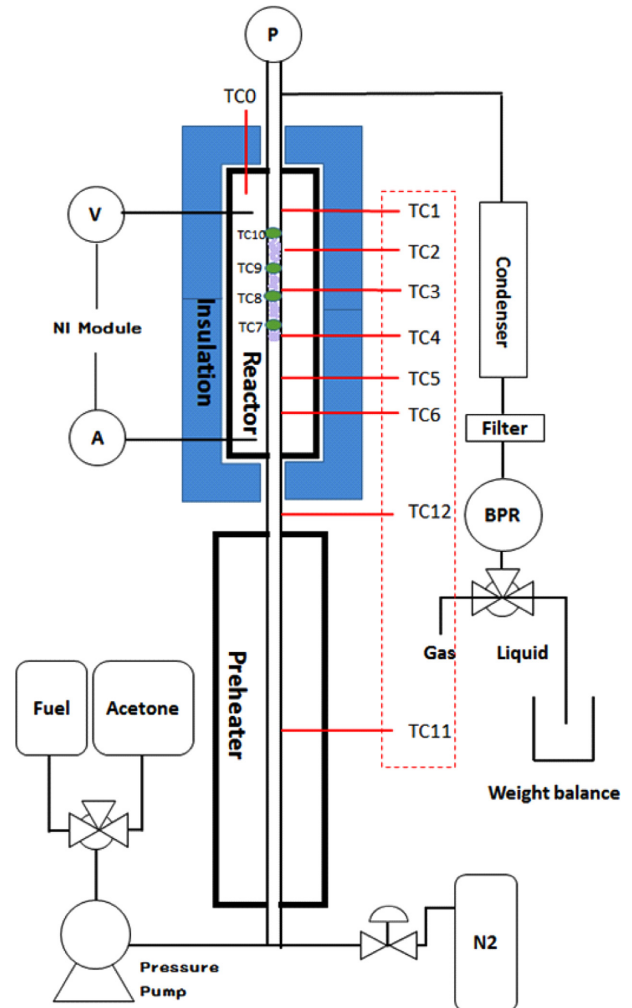 P
TC0
V
TC1
TC10
TC2
TC9
TC3
TC8
NI Module
TC7
TC4
Insulation
Reactor
TC5
TC6
A
Condenser
Filter
TC12
BPR
Gas
Liquid
Preheater
Fuel
Acetone
TC11
Weight balance
N2
Pressure
Pump